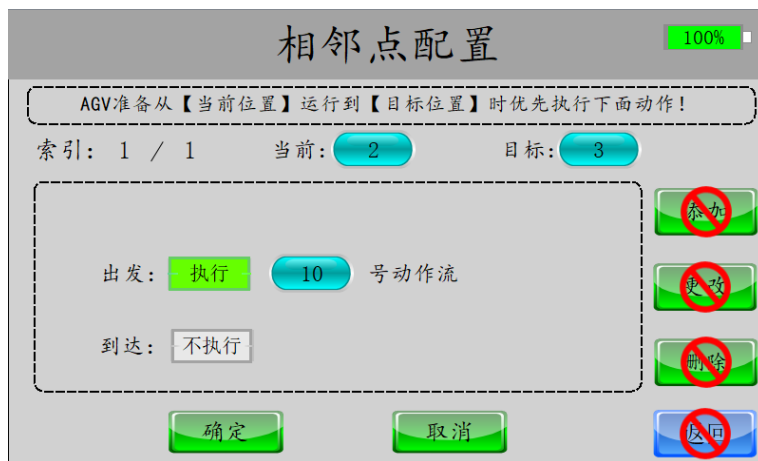 相邻点配置
100%
AGV准备从【当前位置】运行到【目标位置】时优先执行下面动作！
索引： 1 / 1 当前： 2 目标： 3
添加
出发： 执行 10 号动作流
更改
到达： 不执行
删除
确定 取消 返回